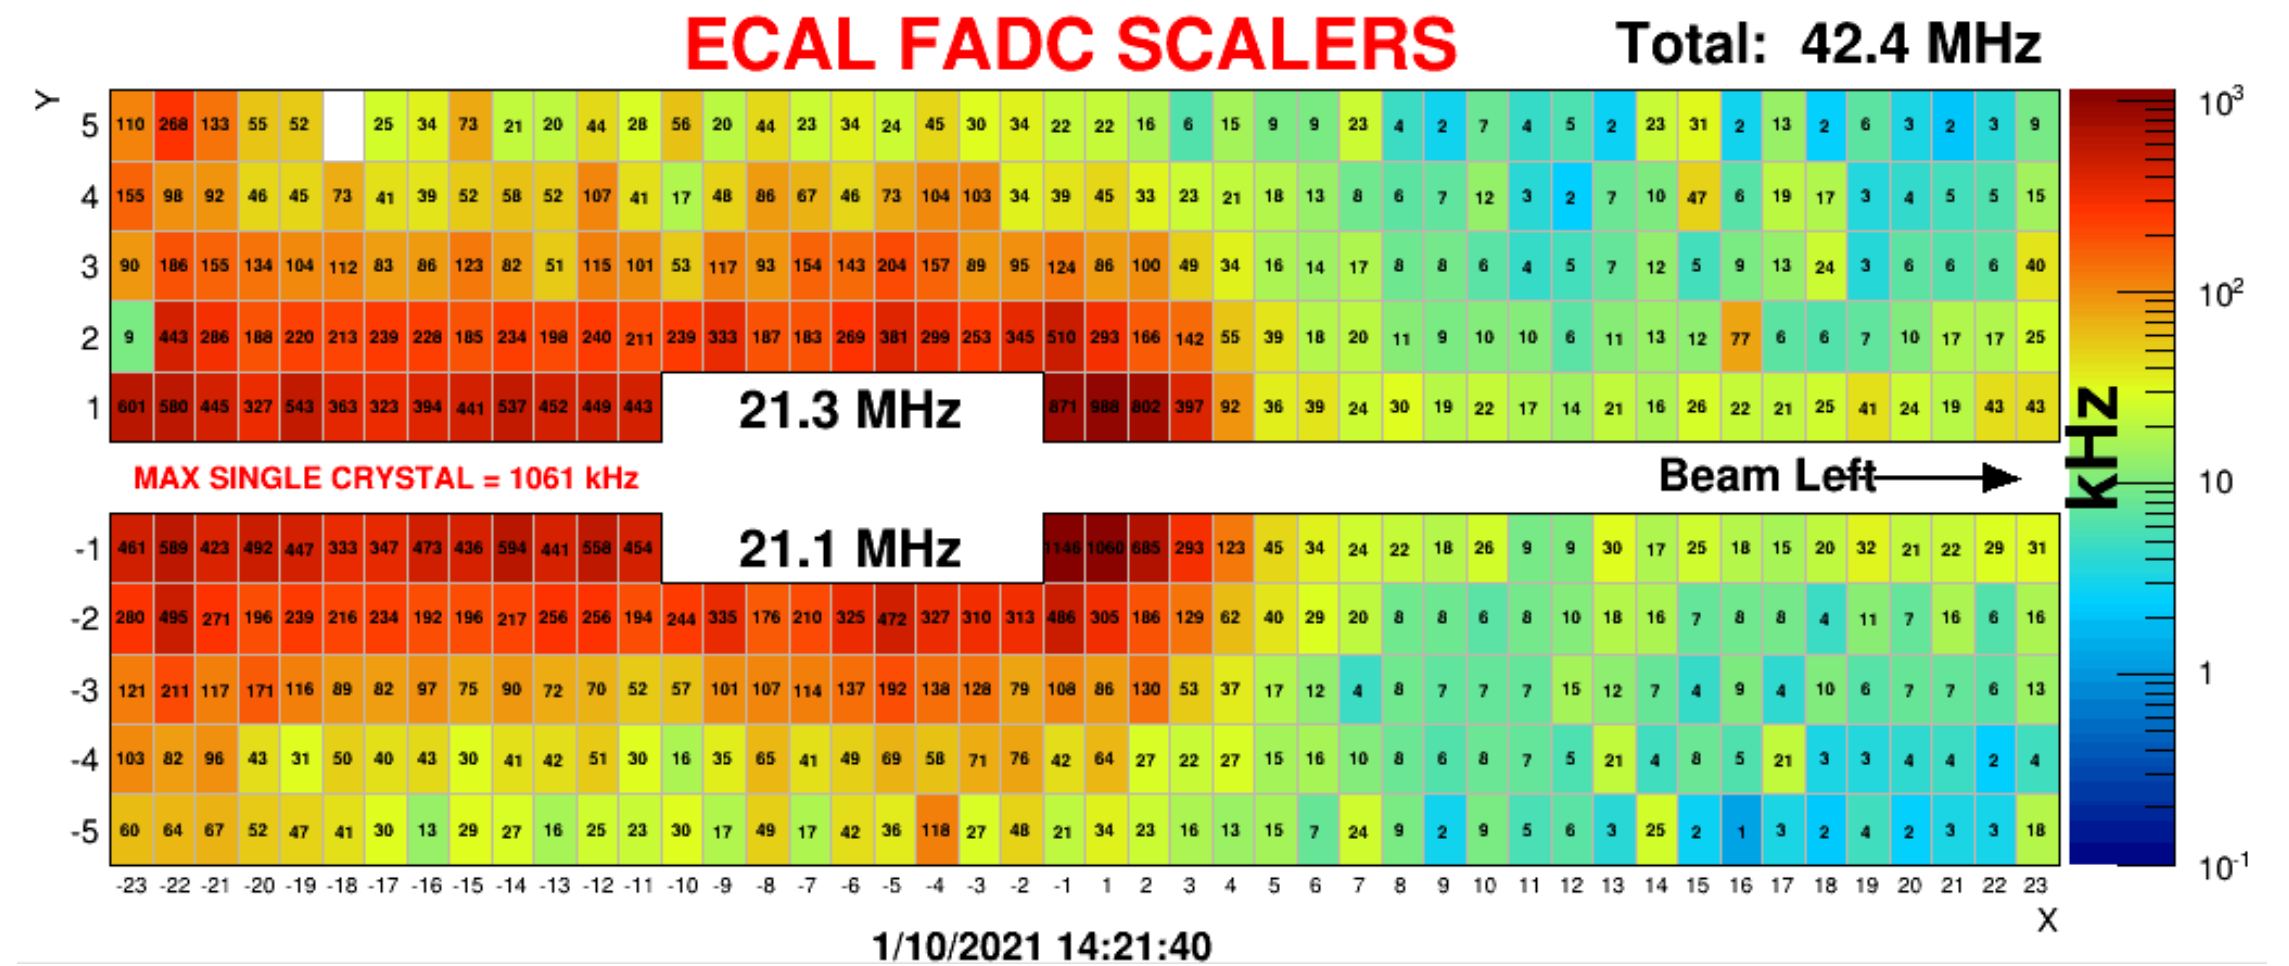 ECAL FADC SCALERS Total: 42.4 MHz
Y
5 110 268 133 55 52 25 34 73 21 20 44 28 56 20 44 23 34 24 45 30 34 22 22 16 6 15 9 9 23 4 2 7 4 5 2 23 31 2 13 2 6 3 2 3 9
4 155 98 92 46 45 73 41 39 52 58 52 107 41 17 48 86 67 46 73 104 103 34 39 45 33 23 21 18 13 8 6 7 12 3 2 7 10 47 6 19 17 3 4 5 5 15
3 90 186 155 134 104 112 83 86 123 82 51 115 101 53 117 93 154 143 204 157 89 95 124 86 100 49 34 16 14 17 8 8 6 4 5 7 12 5 9 13 24 3 6 6 6 40
2 9 443 286 188 220 213 239 228 185 234 198 240 211 239 333 187 183 269 381 299 253 345 510 293 166 142 55 39 18 20 11 9 10 10 6 11 13 12 77 6 6 7 10 17 17 25
1 601 580 445 327 543 363 323 394 441 537 452 449 443 21.3 MHz 871 988 802 397 92 36 39 24 30 19 22 17 14 21 16 26 22 21 25 41 24 19 43 43
MAX SINGLE CRYSTAL = 1061 kHz Beam Left
-1 461 589 423 492 447 333 347 473 436 594 441 558 454 21.1 MHz 1146 1060 685 293 123 45 34 24 22 18 26 9 9 30 17 25 18 15 20 32 21 22 29 31
-2 280 495 271 196 239 216 234 192 196 217 256 256 194 244 335 176 210 325 472 327 310 313 486 305 186 129 62 40 29 20 8 8 6 8 10 18 16 7 8 8 4 11 7 16 6 16
-3 121 211 117 171 116 89 82 97 75 90 72 70 52 57 101 107 114 137 192 138 128 79 108 86 130 53 37 17 12 4 8 7 7 7 15 12 7 4 9 4 10 6 7 7 6 13
-4 103 82 96 43 31 50 40 43 30 41 42 51 30 16 35 65 41 49 69 58 71 76 42 64 27 22 27 15 16 10 8 6 8 7 5 21 4 8 5 21 3 3 4 4 2 4
-5 60 64 67 52 47 41 30 13 29 27 16 25 23 30 17 49 17 42 36 118 27 48 21 34 23 16 13 15 7 24 9 2 9 5 6 3 25 2 1 3 2 4 2 3 3 18
-23 -22 -21 -20 -19 -18 -17 -16 -15 -14 -13 -12 -11 -10 -9 -8 -7 -6 -5 -4 -3 -2 -1 1 2 3 4 5 6 7 8 9 10 11 12 13 14 15 16 17 18 19 20 21 22 23
X
1/10/2021 14:21:40
10³
10²
10
1
10⁻¹
kHz